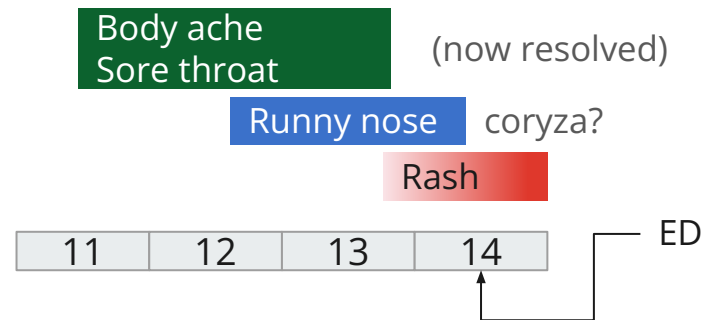 Body ache
Sore throat
(now resolved)
Runny nose
coryza?
Rash
11 12 13 14
ED